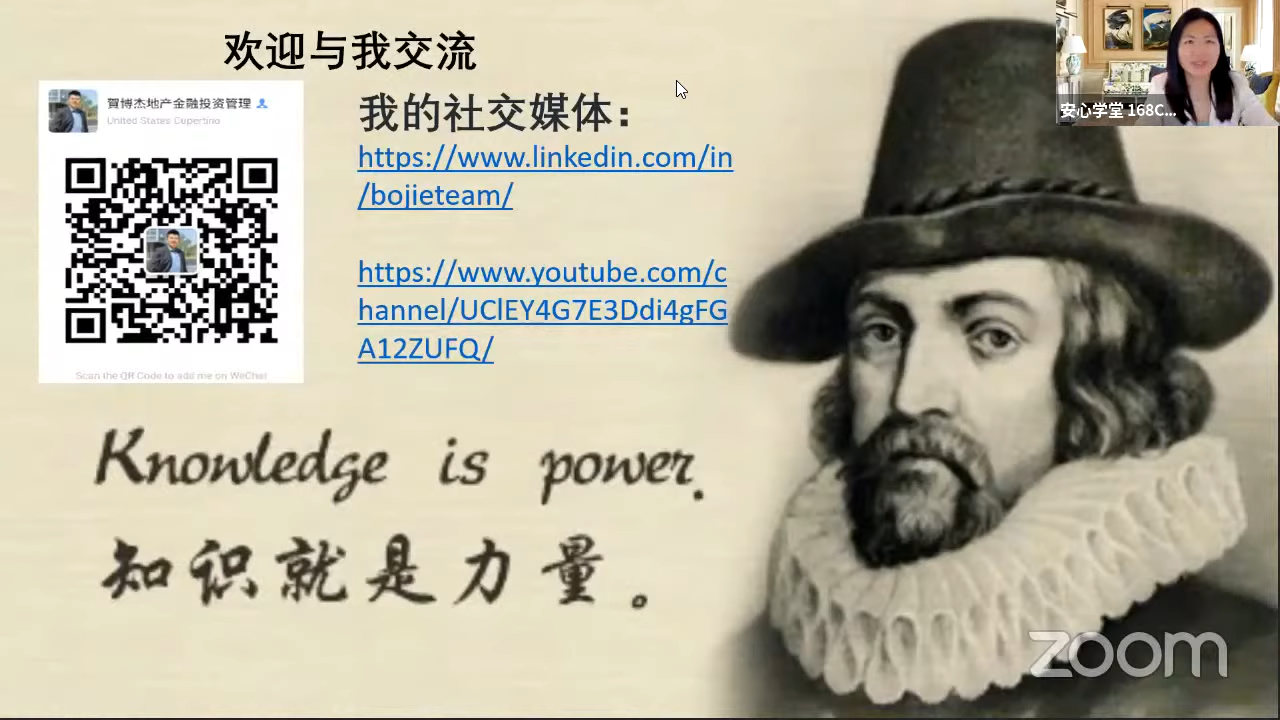 欢迎与我交流
賀博杰地产金融投资管理
United States Cupertino
Scan the QR Code to add me on WeChat
我的社交媒体：
https://www.linkedin.com/in
/bojieteam/
https://www.youtube.com/c
hannel/UClEY4G7E3Ddi4gFG
A12ZUFQ/
Knowledge is power.
知识就是力量。
安心学堂 168C...
zoom